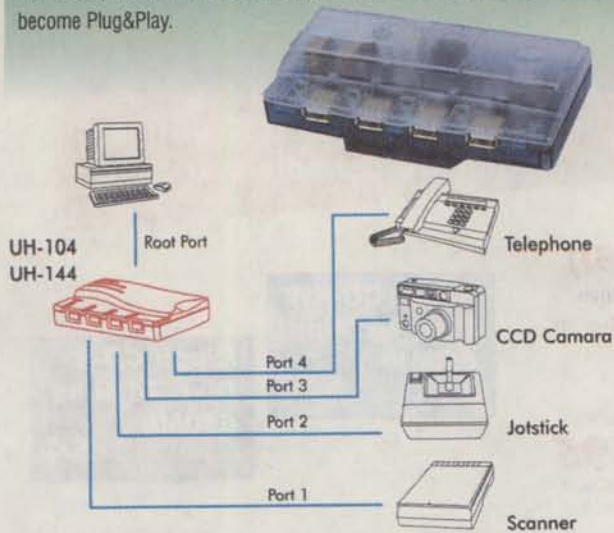 become Plug&Play.
UH-104
UH-144
Root Port
Telephone
CCD Camara
Port 4
Port 3
Port 2
Jotstick
Port 1
Scanner